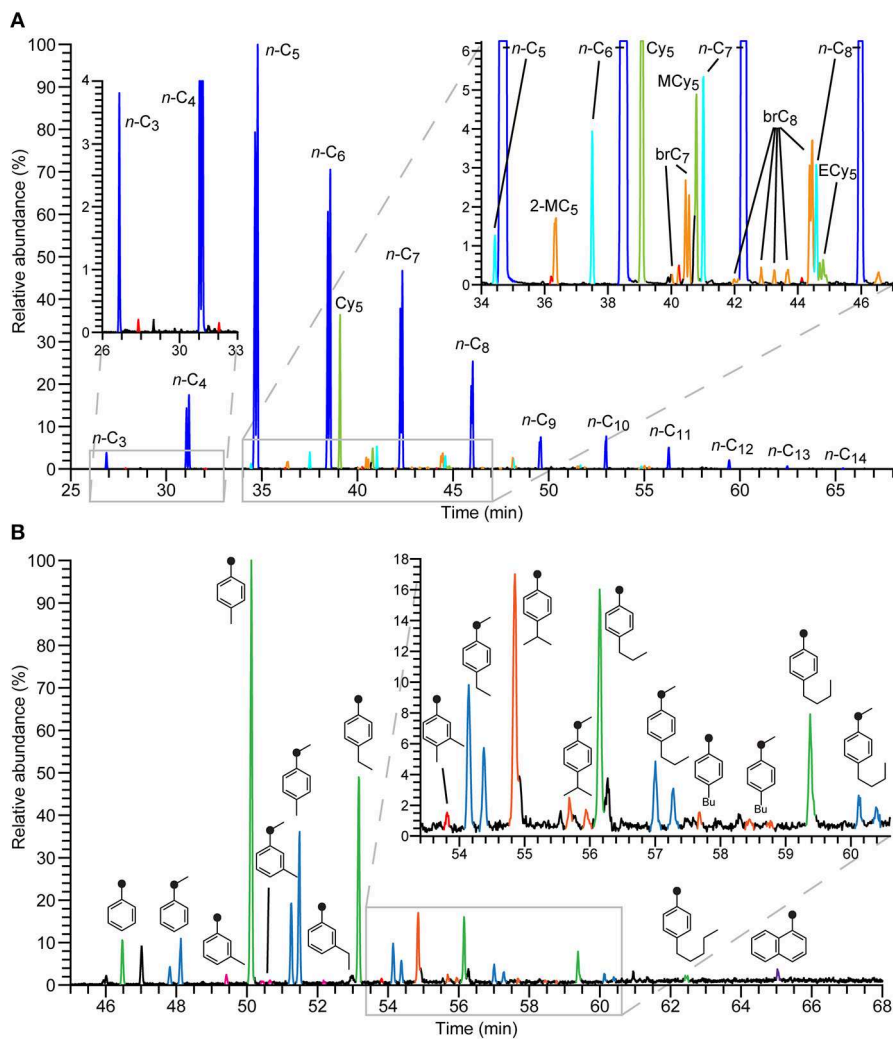 A
100
90
80
70
60
50
40
30
20
10
0
Relative abundance (%)
25 30 35 40 45 50 55 60 65
Time (min)
n-C3
n-C4
n-C5
n-C6
Cy5
n-C7
n-C8
n-C9
n-C10
n-C11
n-C12
n-C13
n-C14
4
3
2
1
0
26 30 33
n-C3
n-C4
6
5
4
3
2
1
0
34 36 38 40 42 44 46
n-C5
n-C6
Cy5
n-C7
n-C8
MCy5
brC8
brC7
2-MC5
ECy5
B
100
90
80
70
60
50
40
30
20
10
0
Relative abundance (%)
46 48 50 52 54 56 58 60 62 64 66 68
Time (min)
18
16
14
12
10
8
6
4
2
0
54 55 56 57 58 59 60
Bu
Bu